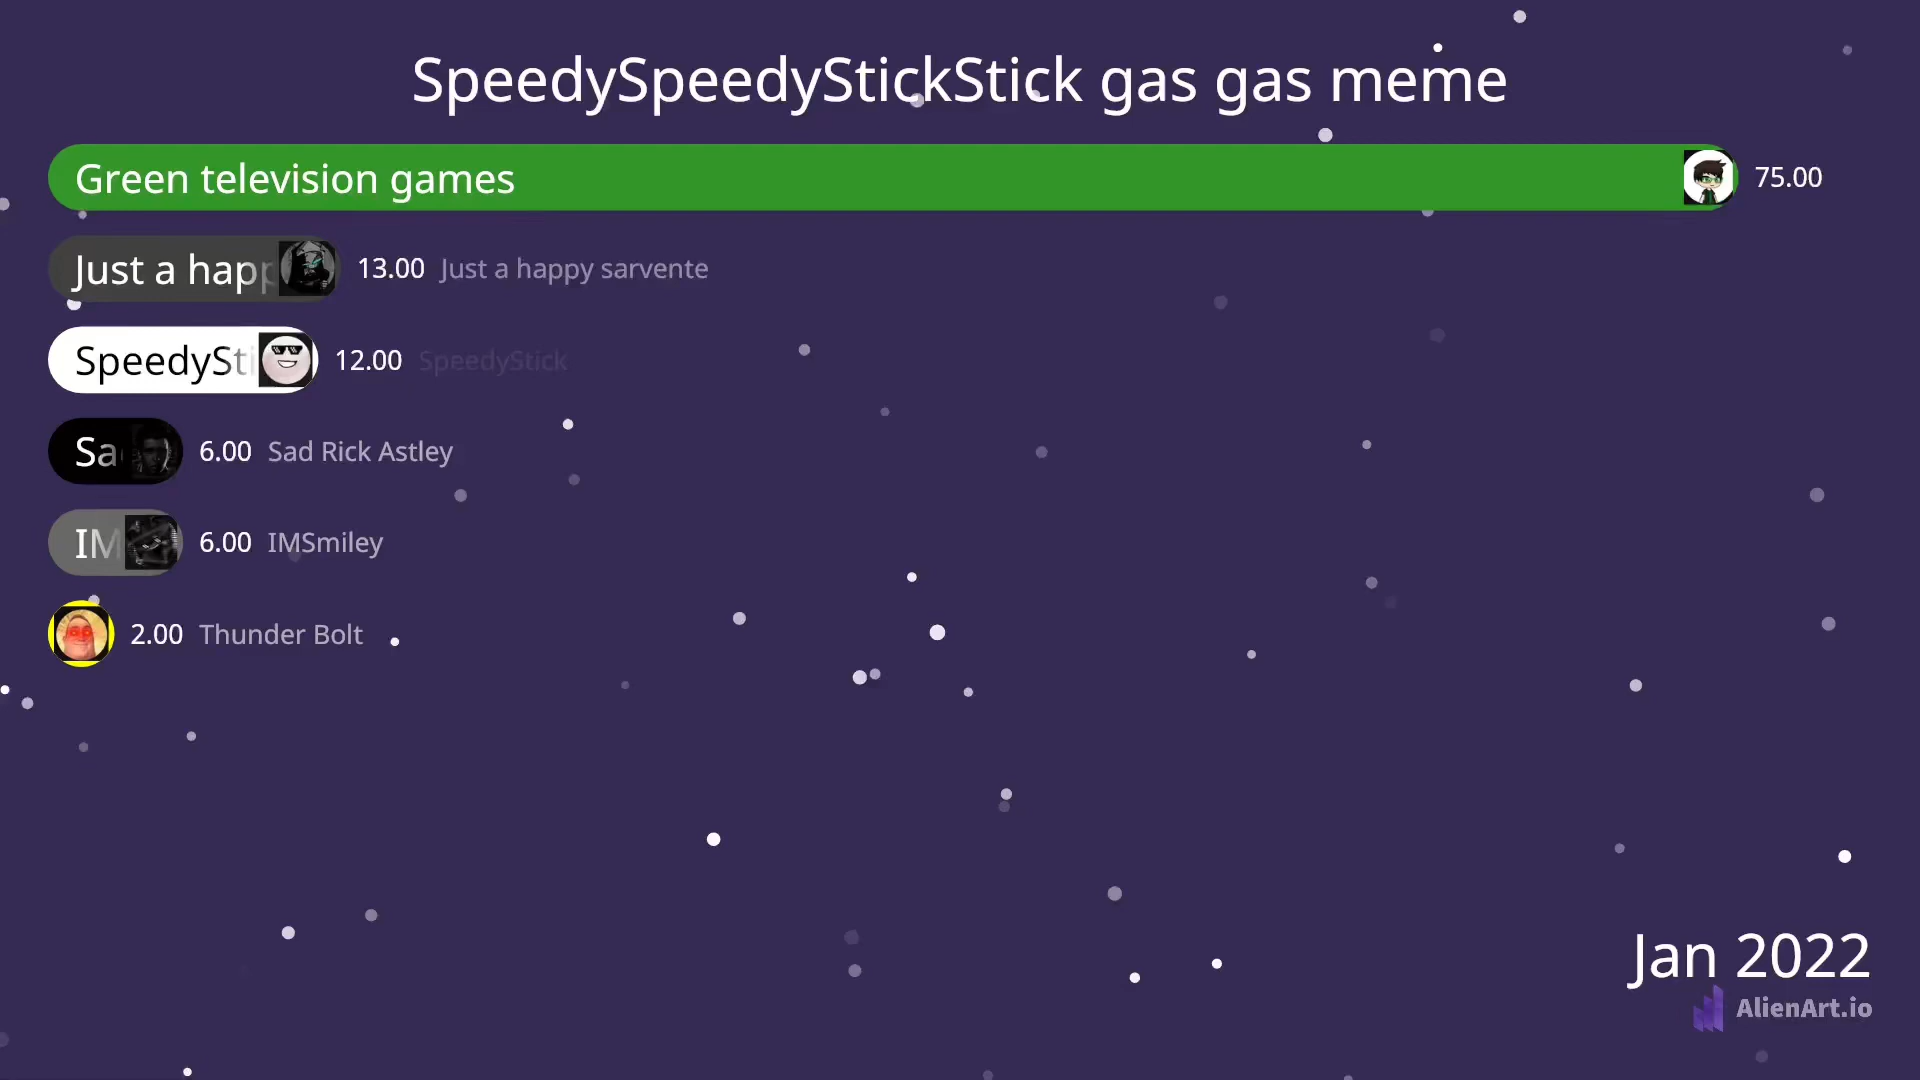 SpeedySpeedyStickStick gas gas meme
Green television games 75.00
Just a happ 13.00 Just a happy sarvente
SpeedySti 12.00 SpeedyStick
Sa 6.00 Sad Rick Astley
IM 6.00 IMSmiley
2.00 Thunder Bolt
Jan 2022
AlienArt.io